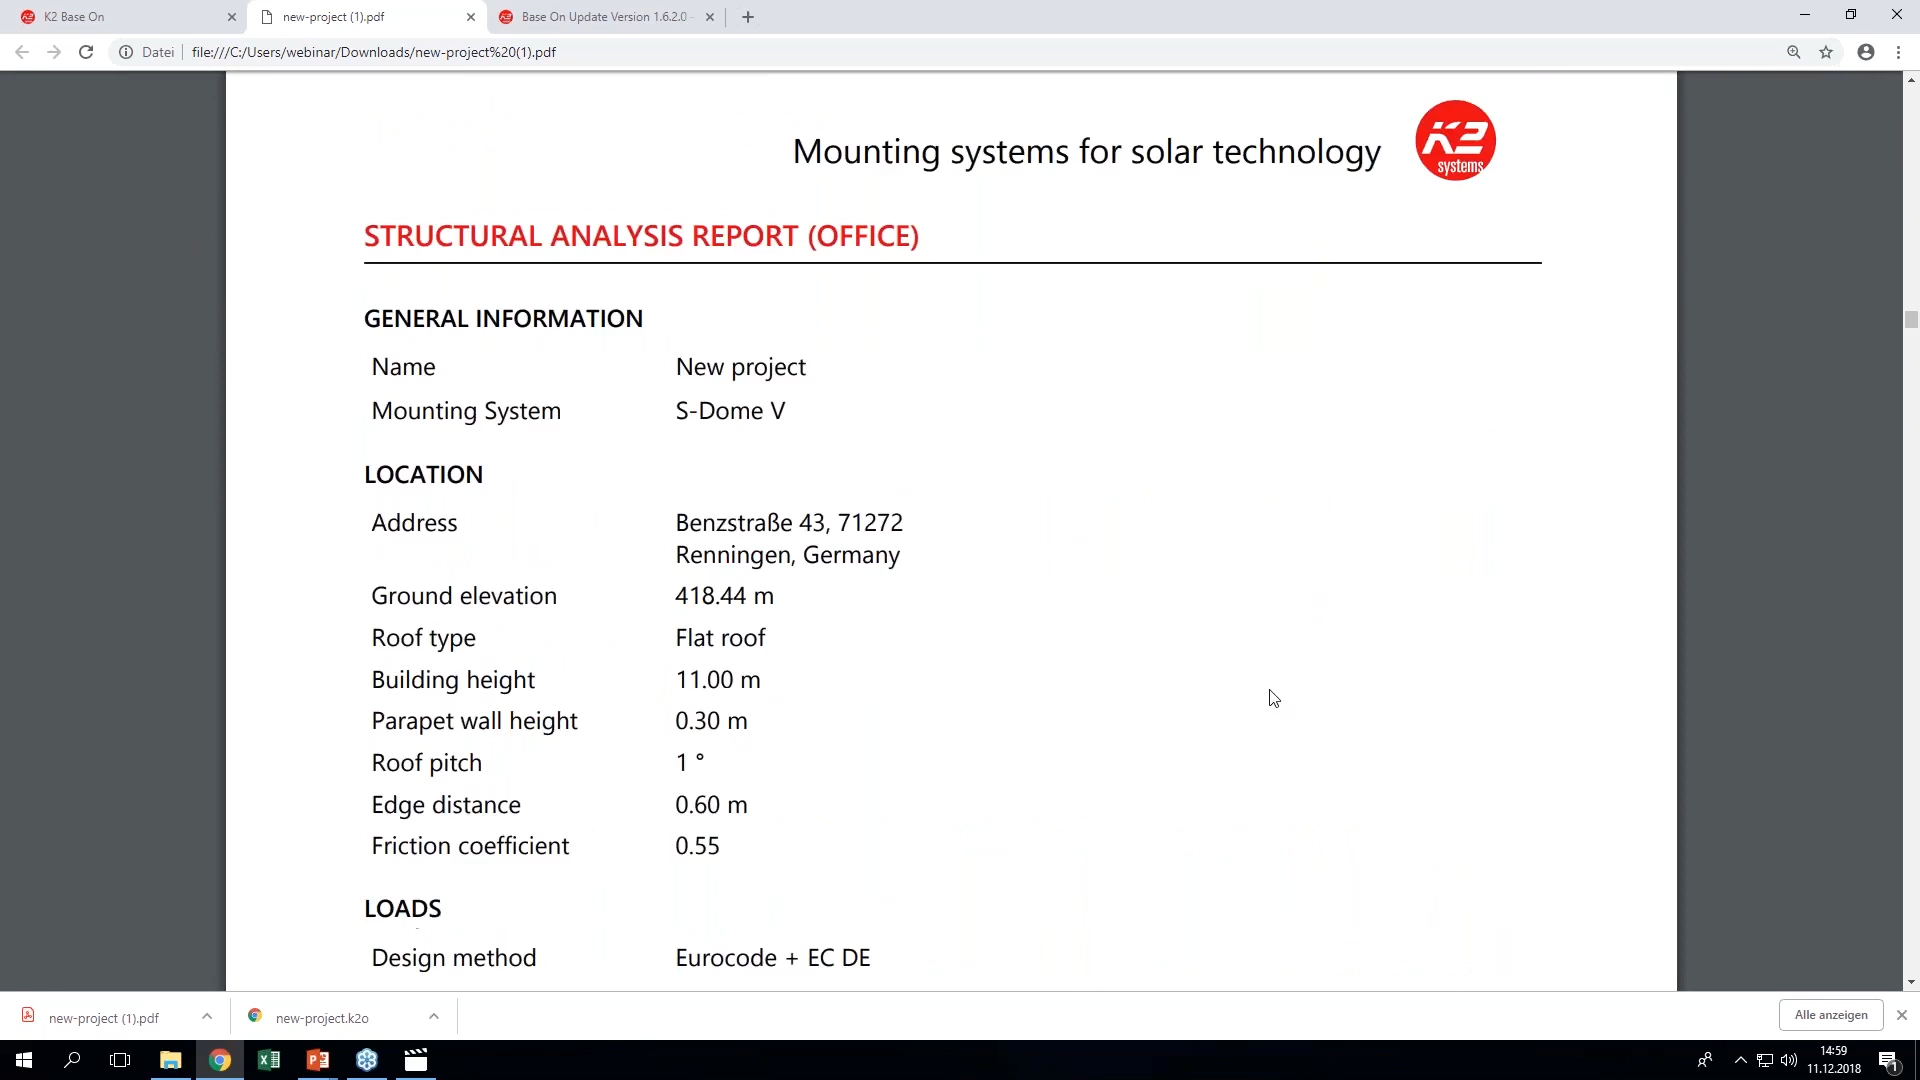 K2 Base On
new-project (1).pdf
Base On Update Version 1.6.2.0 -
Datei
file:///C:/Users/webinar/Downloads/new-project%20(1).pdf
Mounting systems for solar technology
K2
systems
STRUCTURAL ANALYSIS REPORT (OFFICE)
GENERAL INFORMATION
Name New project
Mounting System S-Dome V
LOCATION
Address Benzstraße 43, 71272
Renningen, Germany
Ground elevation 418.44 m
Roof type Flat roof
Building height 11.00 m
Parapet wall height 0.30 m
Roof pitch 1 °
Edge distance 0.60 m
Friction coefficient 0.55
LOADS
Design method Eurocode + EC DE
new-project (1).pdf
new-project.k2o
Alle anzeigen
14:59
11.12.2018
1